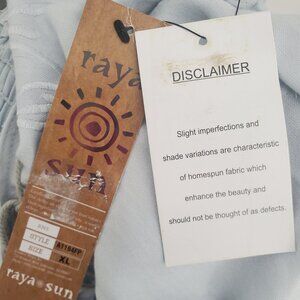 raya
sun
STYLE
SIZE
XL
raya sun
DISCLAIMER
Slight imperfections and
shade variations are characteristic
of homespun fabric which
enhance the beauty and
should not be thought of as defects.